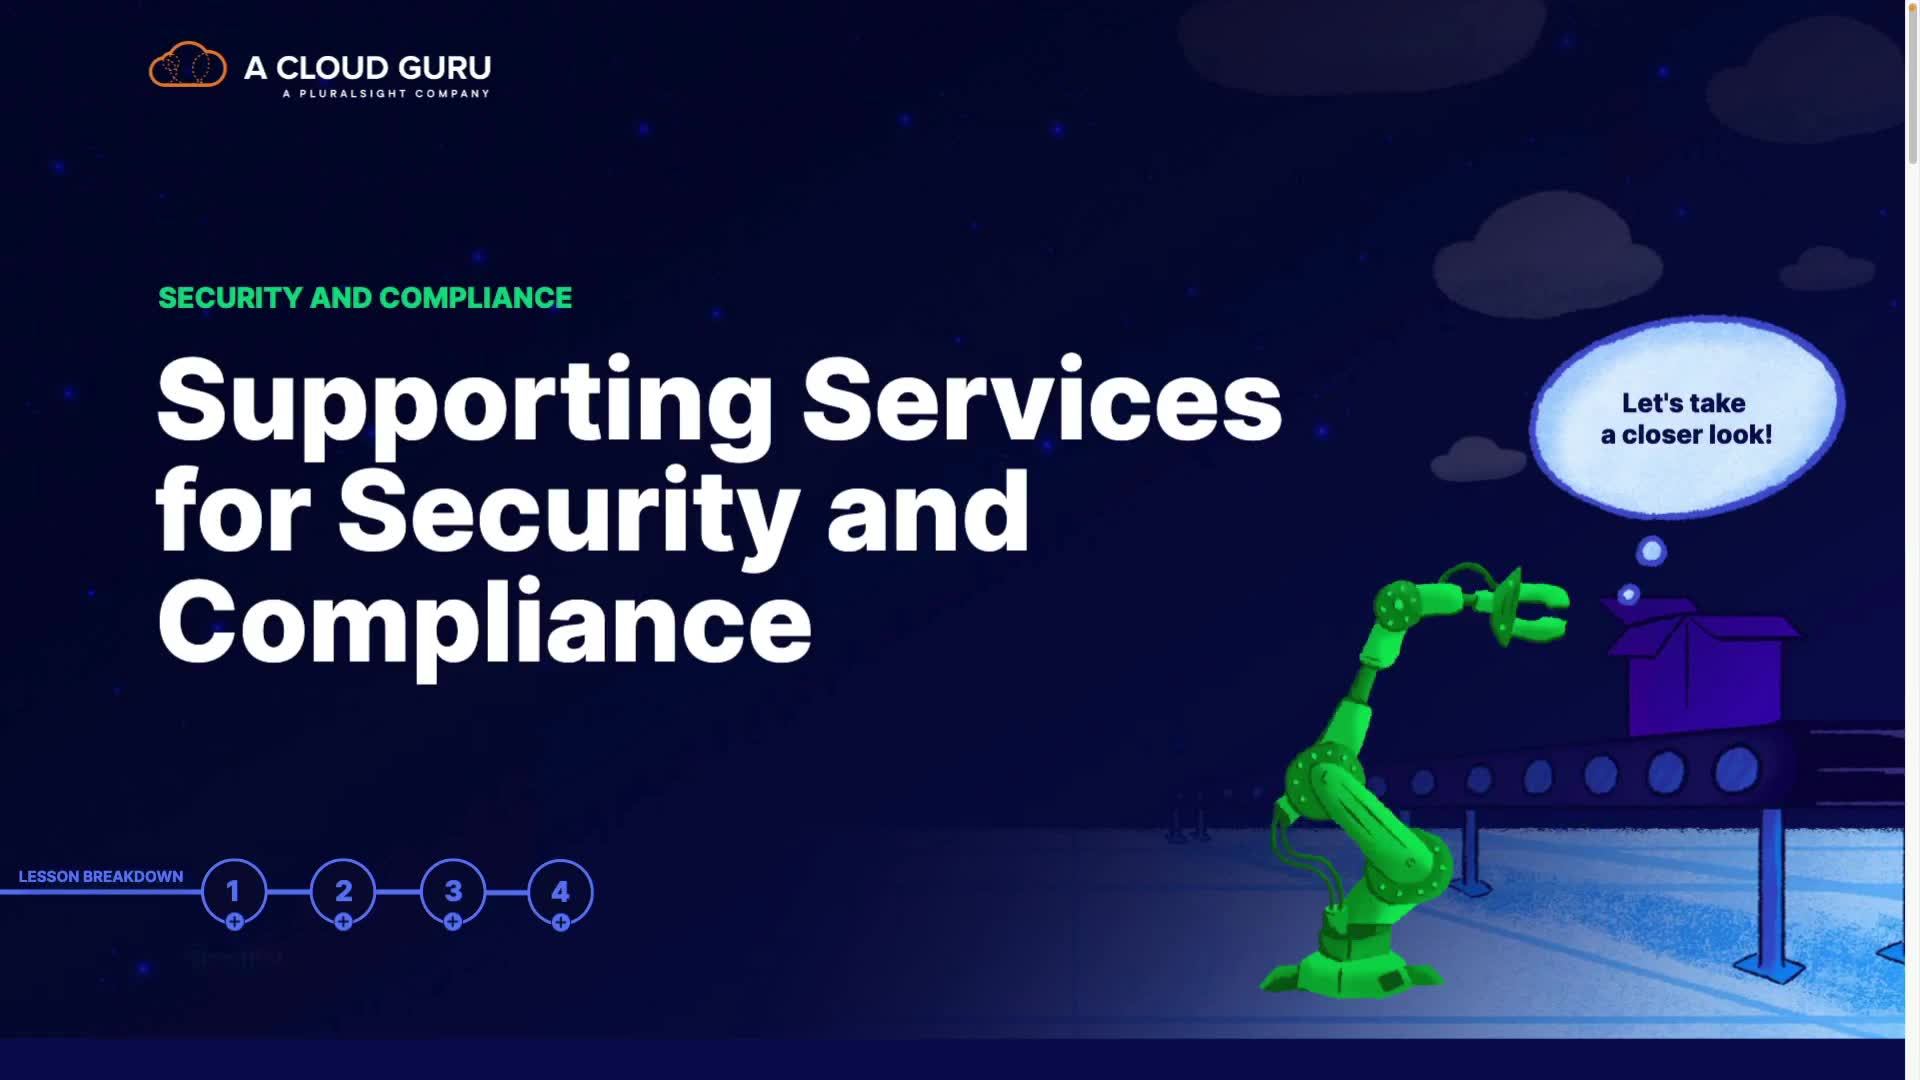 A CLOUD GURU
A PLURALSIGHT COMPANY
SECURITY AND COMPLIANCE
Supporting Services
for Security and
Compliance
Let's take
a closer look!
LESSON BREAKDOWN
1 2 3 4